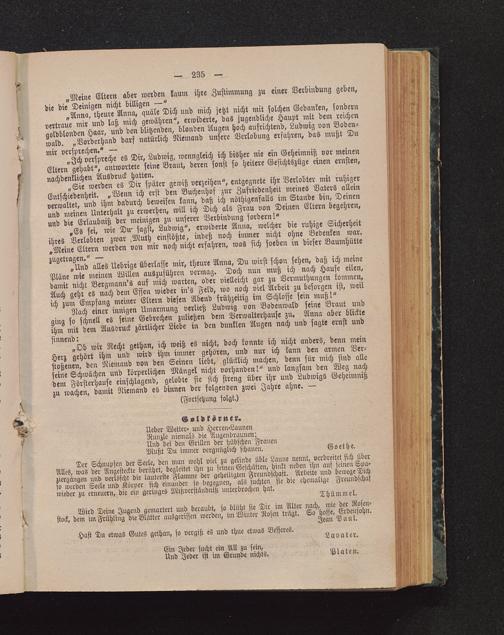 — 235 —
„Meine Eltern aber werden kaum ihre Zustimmung zu einer Verbindung geben,
die die Deinigen nicht billigen —“
„Anna, theure Anna, quäle Dich und mich jetzt nicht mit solchen Gedanken, sondern
vertraue mir und laß mich gewähren“, erwiderte, das jugendliche Haupt mit dem reichen
goldblonden Haar, und den blitzenden, blonden Augen hoch aufrichtend, Ludwig von Boden-
wald. „Vorderhand darf natürlich Niemand unsere Verlobung erfahren, das mußt Du
mir versprechen.“ —
„Ich verspreche es Dir, Ludwig, wenngleich ich bisher nie ein Geheimniß vor meinen
Eltern gehabt“, antwortete seine Braut, deren sonst so heitere Gesichtszüge einen ernsten,
nachdenklichen Ausdruck hatten.
„Sie werden es Dir später gewiß verzeihen“, entgegnete ihr Verlobter mit ruhiger
Entschiedenheit. „Wenn ich erst den Buchenhof zur Zufriedenheit meines Vaters allein
verwaltet, und ihm dadurch beweisen kann, daß ich nöthigenfalls im Stande bin, Deinen
und meinen Unterhalt zu erwerben, will ich Dich als Frau von Deinen Eltern begehren,
und die Erlaubniß der meinigen zu unserer Verbindung fordern!“
„Es sei, wie Du sagst, Ludwig“, erwiderte Anna, welcher die ruhige Sicherheit
ihres Verlobten zwar Muth einflößte, indeß noch immer nicht ohne Bedenken war.
„Meine Eltern werden von mir noch nicht erfahren, was sich soeben in dieser Baumhütte
zugetragen.“ —
„Und alles Uebrige überlasse mir, theure Anna, Du wirst schon sehen, daß ich meine
Pläne wie meinen Willen auszuführen vermag. Doch nun muß ich nach Hause eilen,
damit nicht Bergmann's auf mich warten, oder vielleicht gar zu Vermuthungen kommen,
Auch geht es nach dem Essen wieder in's Feld, wo noch viel Arbeit zu besorgen ist, weil
ich zum Empfang meiner Eltern diesen Abend frühzeitig im Schlosse sein muß!“
Nach einer innigen Umarmung verließ Ludwig von Bodenwald seine Braut und
ging so schnell es seine Gebrechen zuließen dem Verwalterhause zu. Anna aber blickte
ihm mit dem Ausdruck zärtlicher Liebe in den dunklen Augen nach und sagte ernst und
sinnend:
„Ob wir Recht gethan, ich weiß es nicht, doch konnte ich nicht anders, denn mein
Herz gehört ihm und wird ihm immer gehören, und nur ich kann den armen Ver-
stoßenen, den Niemand von den Seinen liebt, glücklich machen, denn für mich sind alle
seine Schwächen und körperlichen Mängel nicht vorhanden!“ und langsam den Weg nach
dem Försterhause einschlagend, gelobte sie sich streng über ihr und Ludwigs Geheimniß
zu wachen, damit Niemand es binnen der folgenden zwei Jahre ahne. —
(Fortsetzung folgt.)
Goldkörner.
Ueber Wetter- und Herren-Launen
Runzle niemals die Augenbraunen;
Und bei den Grillen der hübschen Frauen
Mußt Du immer vergnüglich schauen.
Goethe.
Der Schnupfen der Seele, den man wohl viel zu gelinde üble Laune nennt, verbreitet sich über
Alles, was der Angesteckte berührt, begleitet ihn zu seinen Geschäften, hinkt neben ihm auf seinen Spa-
ziergängen und verlöscht die lauterste Flamme der geheiligten Freundschaft. Arbeite und bewege Dich
so werden Seele und Körper sich einander so begegnen, als suchten sie die ehemalige Freundschaft
wieder zu erneuern, die ein geringes Mißverständniß unterbrochen hat.
Thümmel.
Wird Deine Jugend gemartert und beraubt, so blüht sie Dir im Alter nach, wie der Rosen-
stock, dem im Frühling die Blätter ausgerissen werden, im Winter Rosen trägt. So hoffe, Erdensohn.
Jean Paul.
Hast Du etwas Gutes gethan, so vergiß es und thue etwas Besseres.
Lavater.
Ein Jeder sucht ein All zu sein,
Und Jeder ist im Grunde nichts.
Platen.